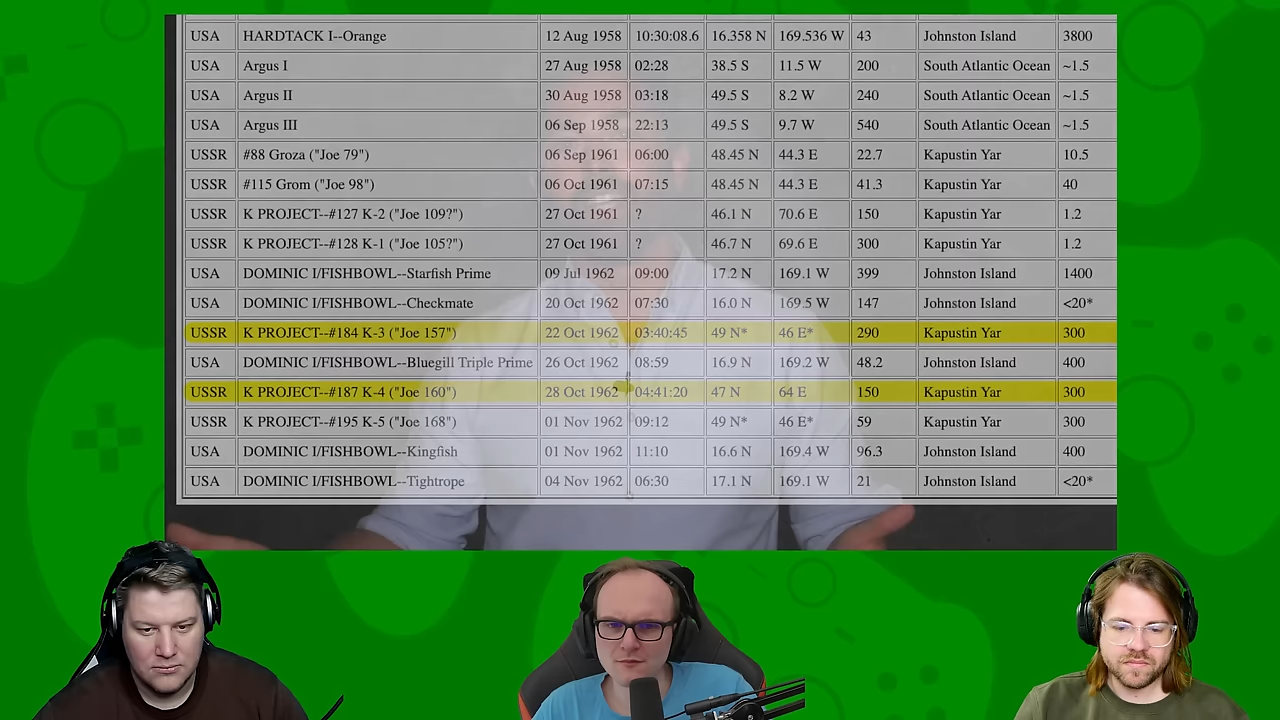 USA HARDTACK I--Orange 12 Aug 1958 10:30:08.6 16.358 N 169.536 W 43 Johnston Island 3800
USA Argus I 27 Aug 1958 02:28 38.5 S 11.5 W 200 South Atlantic Ocean ~1.5
USA Argus II 30 Aug 1958 03:18 49.5 S 8.2 W 240 South Atlantic Ocean ~1.5
USA Argus III 06 Sep 1958 22:13 49.5 S 9.7 W 540 South Atlantic Ocean ~1.5
USSR #88 Groza ("Joe 79") 06 Sep 1961 06:00 48.45 N 44.3 E 22.7 Kapustin Yar 10.5
USSR #115 Grom ("Joe 98") 06 Oct 1961 07:15 48.45 N 44.3 E 41.3 Kapustin Yar 40
USSR K PROJECT--#127 K-2 ("Joe 109?") 27 Oct 1961 ? 46.1 N 70.6 E 150 Kapustin Yar 1.2
USSR K PROJECT--#128 K-1 ("Joe 105?") 27 Oct 1961 ? 46.7 N 69.6 E 300 Kapustin Yar 1.2
USA DOMINIC I/FISHBOWL--Starfish Prime 09 Jul 1962 09:00 17.2 N 169.1 W 399 Johnston Island 1400
USA DOMINIC I/FISHBOWL--Checkmate 20 Oct 1962 07:30 16.0 N 169.5 W 147 Johnston Island <20*
USSR K PROJECT--#184 K-3 ("Joe 157") 22 Oct 1962 03:40:45 49 N* 46 E* 290 Kapustin Yar 300
USA DOMINIC I/FISHBOWL--Bluegill Triple Prime 26 Oct 1962 08:59 16.9 N 169.2 W 48.2 Johnston Island 400
USSR K PROJECT--#187 K-4 ("Joe 160") 28 Oct 1962 04:41:20 47 N 64 E 150 Kapustin Yar 300
USSR K PROJECT--#195 K-5 ("Joe 168") 01 Nov 1962 09:12 49 N* 46 E* 59 Kapustin Yar 300
USA DOMINIC I/FISHBOWL--Kingfish 01 Nov 1962 11:10 16.6 N 169.4 W 96.3 Johnston Island 400
USA DOMINIC I/FISHBOWL--Tightrope 04 Nov 1962 06:30 17.1 N 169.1 W 21 Johnston Island <20*